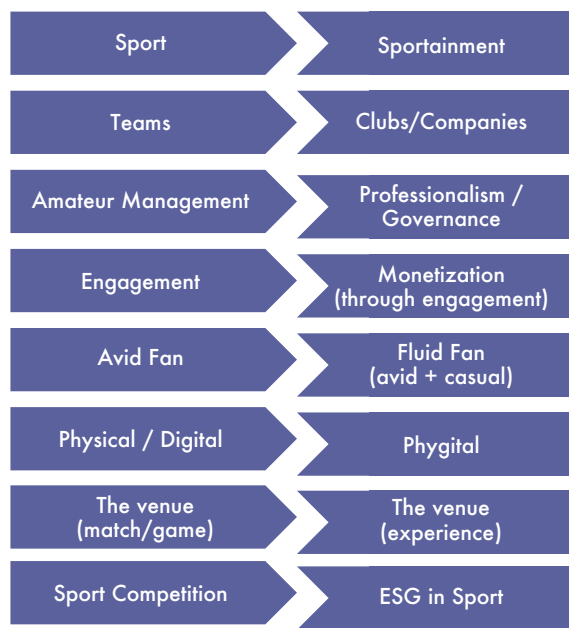 Sport
Sportainment
Teams
Clubs/Companies
Amateur Management
Professionalism /
Governance
Engagement
Monetization
(through engagement)
Avid Fan
Fluid Fan
(avid + casual)
Physical / Digital
Phygital
The venue
(match/game)
The venue
(experience)
Sport Competition
ESG in Sport